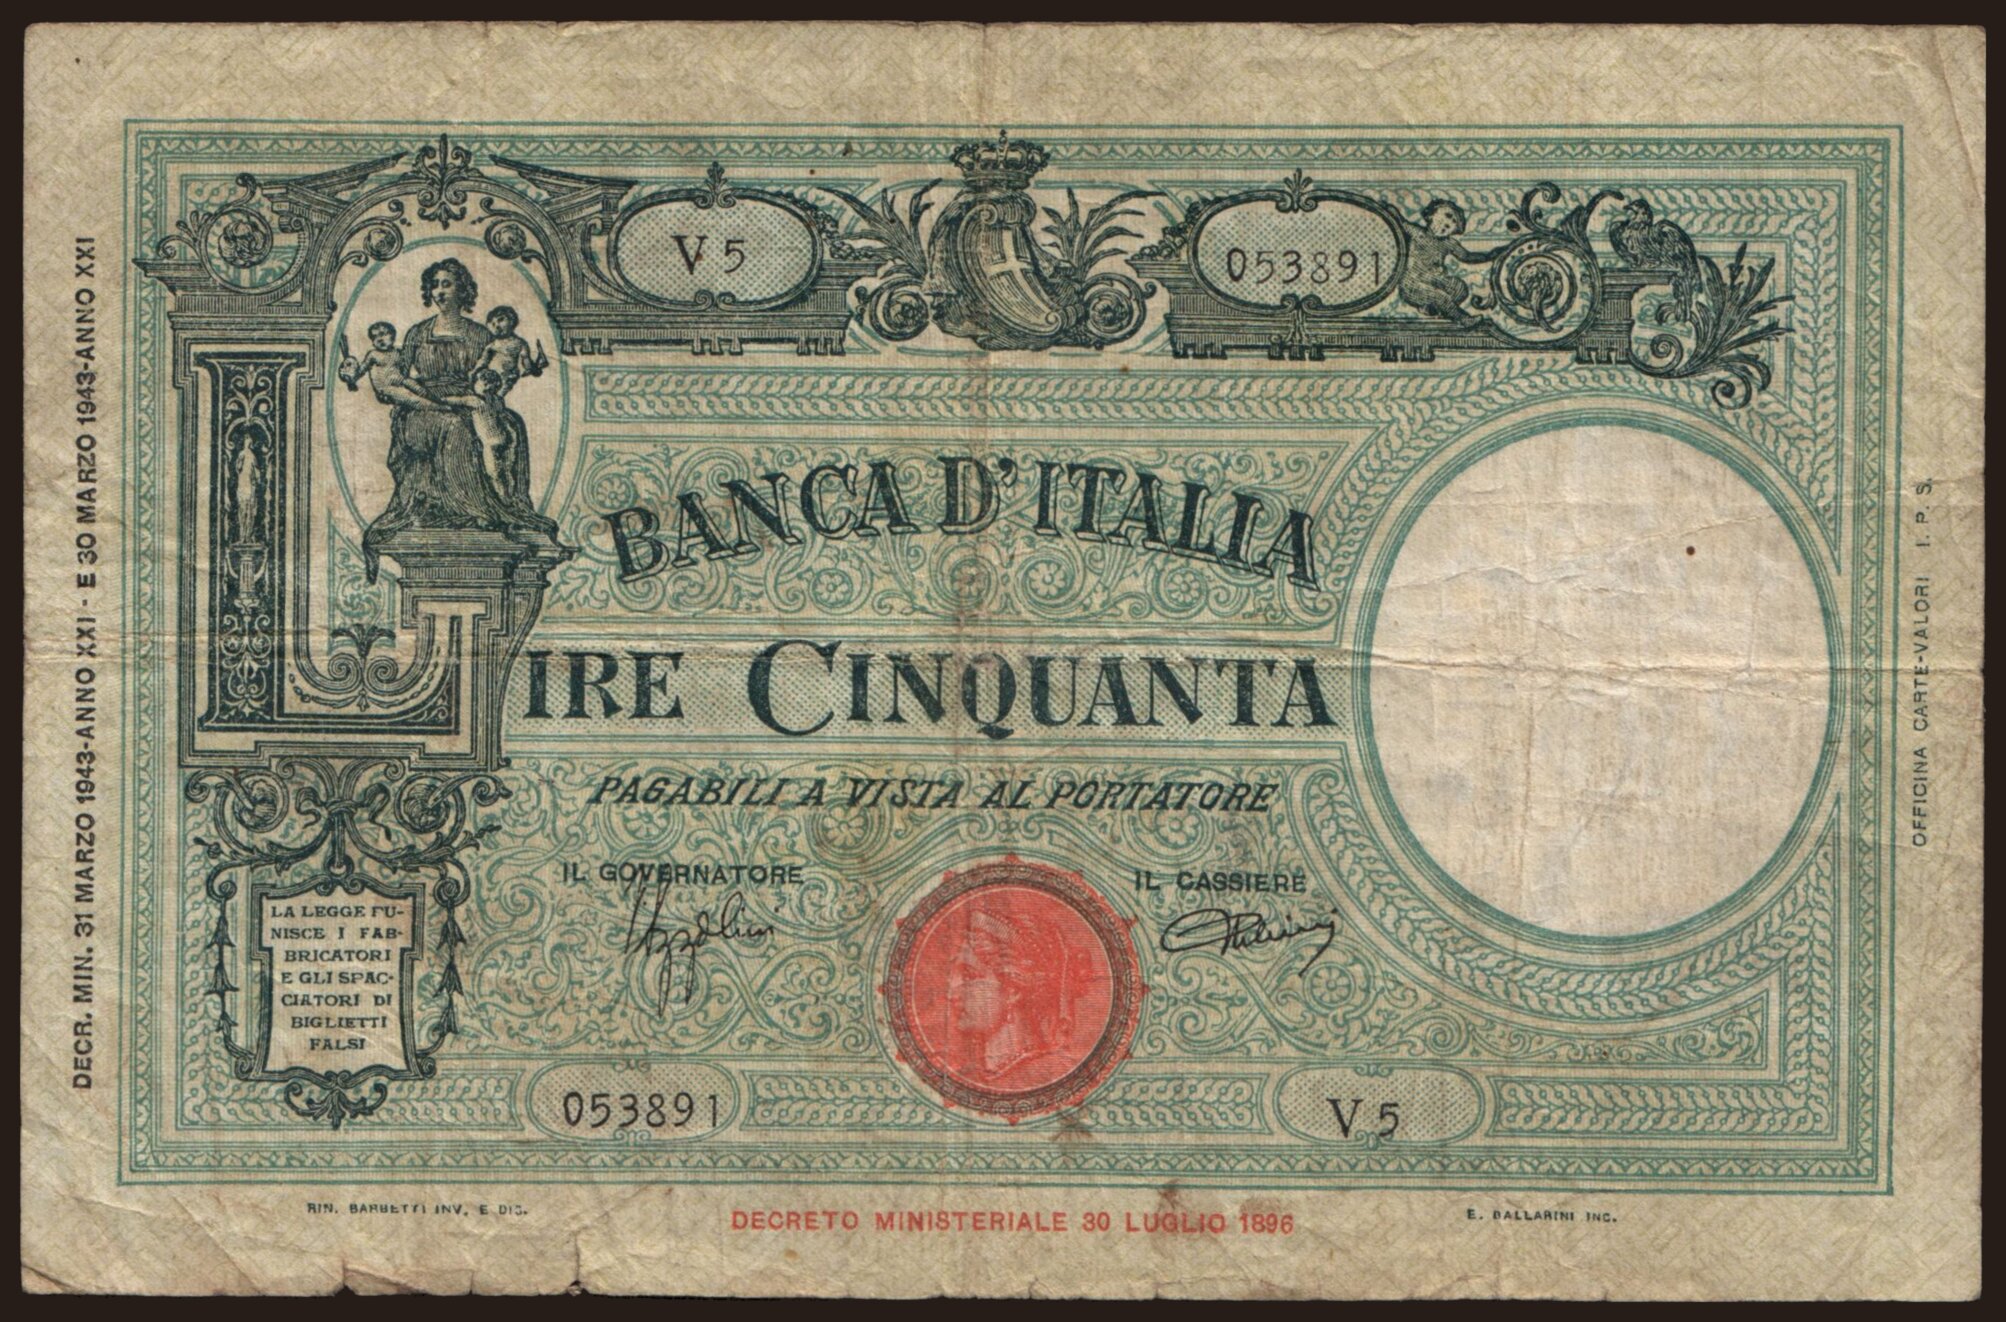 V 5
053891
BANCA D'ITALIA
LIRE CINQUANTA
PAGABILI A VISTA AL PORTATORE
IL GOVERNATORE
IL CASSIERE
LA LEGGE FU-
NISCE I FAB-
BRICATORI
E GLI SPAC-
CIATORI DI
BIGLIETTI
FALSI
053891
V 5
RIN. BARBETTI INV. E DIS.
DECRETO MINISTERIALE 30 LUGLIO 1896
E. BALLARINI INC.
DECR. MIN. 31 MARZO 1943-ANNO XXI - E 30 MARZO 1943-ANNO XXI
OFFICINA CARTE-VALORI I. P. S.